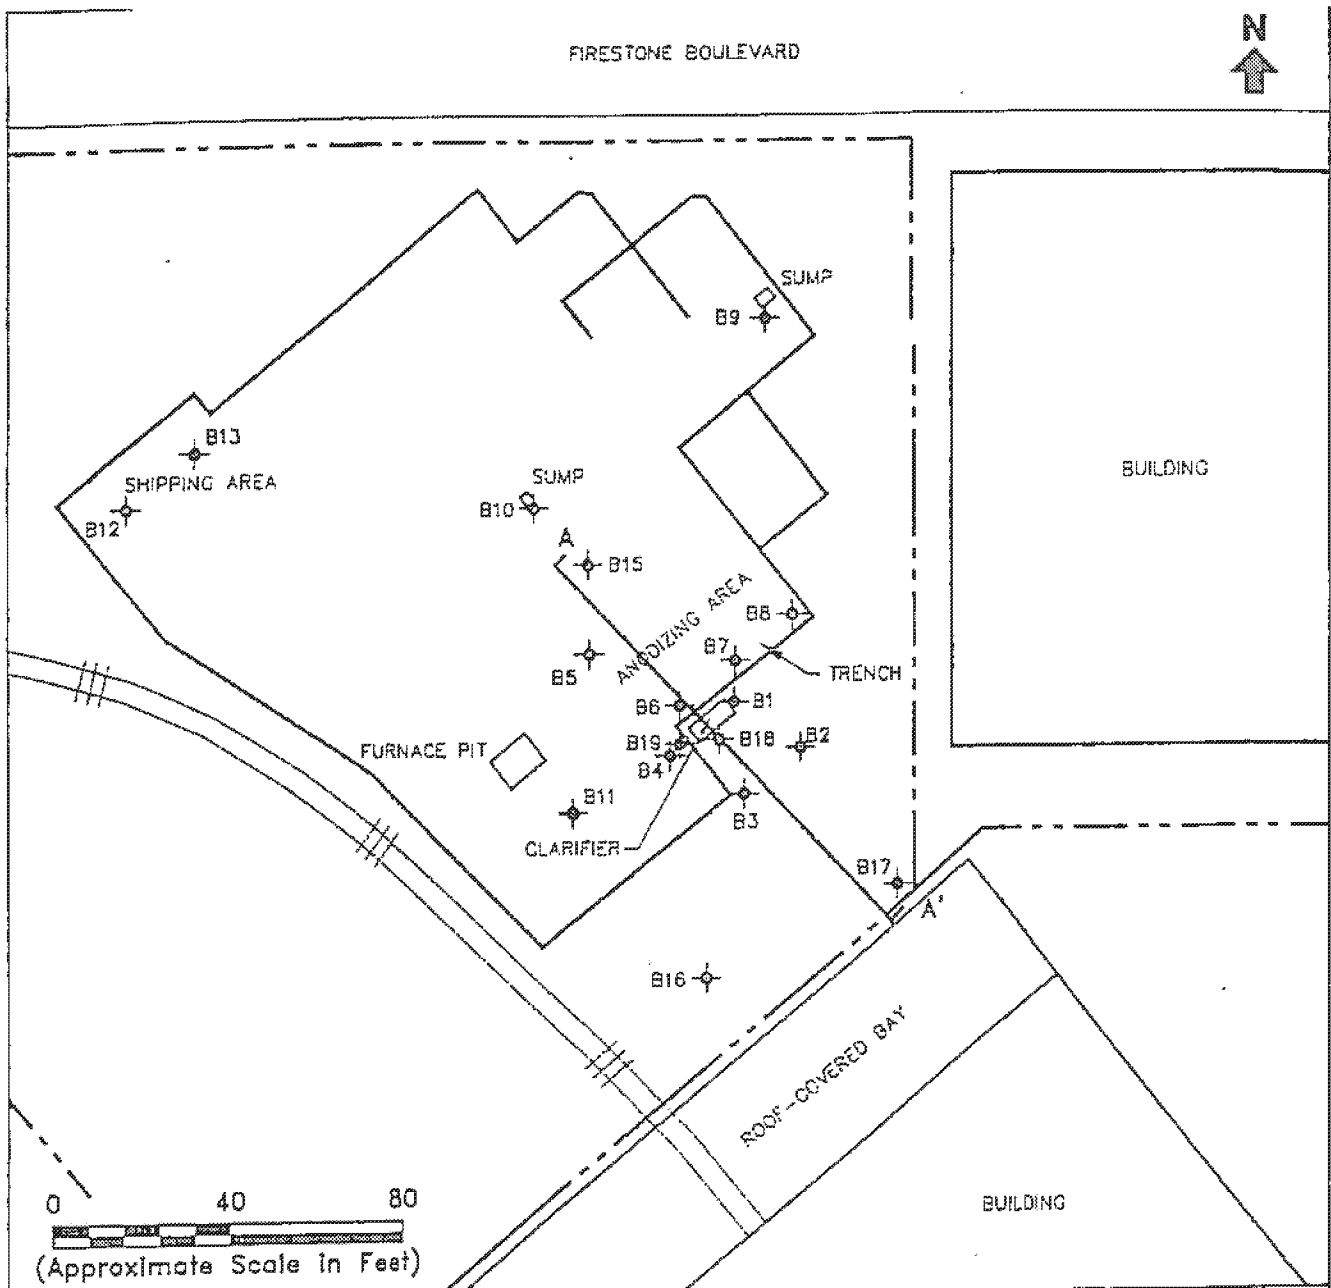 N
FIRESTONE BOULEVARD
SUMP
B9
B13
SHIPPING AREA
B12
BUILDING
SUMP
B10
A
B15
ANODIZING AREA
B8
B7
TRENCH
B5
B6
B1
B19
B18
B2
B4
FURNACE PIT
B11
B3
CLARIFIER
B17
A'
B16
ROOF-COVERED BAY
BUILDING
0 40 80
(Approximate Scale in Feet)